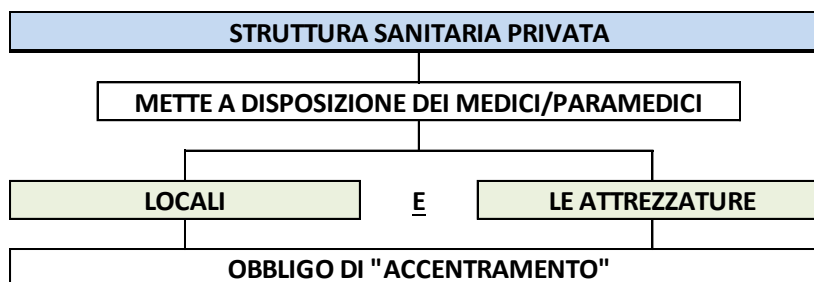 STRUTTURA SANITARIA PRIVATA
METTE A DISPOSIZIONE DEI MEDICI/PARAMEDICI
LOCALI E LE ATTREZZATURE
OBBLIGO DI "ACCENTRAMENTO"